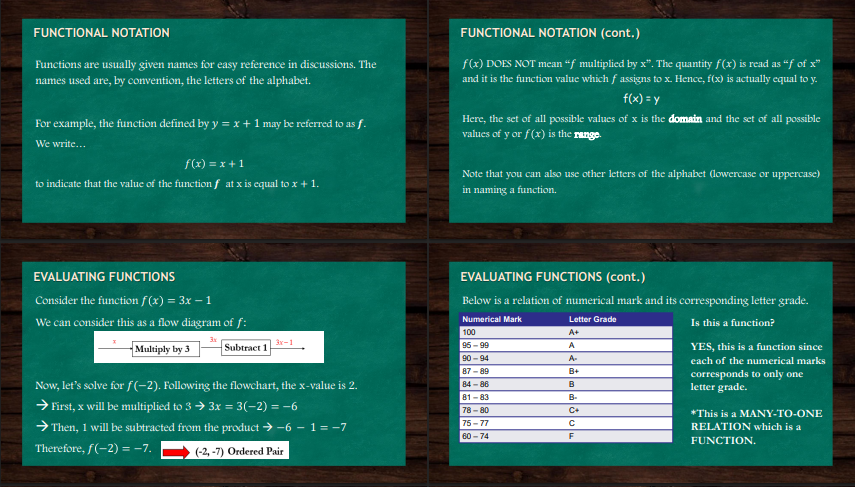 FUNCTIONAL NOTATION
Functions are usually given names for easy reference in discussions. The
names used are, by convention, the letters of the alphabet.
For example, the function defined by y = x + 1 may be referred to as f.
We write…
f(x) = x + 1
to indicate that the value of the function f at x is equal to x + 1.
FUNCTIONAL NOTATION (cont.)
f(x) DOES NOT mean “f multiplied by x”. The quantity f(x) is read as “f of x”
and it is the function value which f assigns to x. Hence, f(x) is actually equal to y.
f(x) = y
Here, the set of all possible values of x is the domain and the set of all possible
values of y or f(x) is the range.
Note that you can also use other letters of the alphabet (lowercase or uppercase)
in naming a function.
EVALUATING FUNCTIONS
Consider the function f(x) = 3x − 1
We can consider this as a flow diagram of f:
x Multiply by 3 3x Subtract 1 3x−1
Now, let’s solve for f(−2). Following the flowchart, the x-value is 2.
→ First, x will be multiplied to 3 → 3x = 3(−2) = −6
→ Then, 1 will be subtracted from the product → −6 − 1 = −7
Therefore, f(−2) = −7. (-2, -7) Ordered Pair
EVALUATING FUNCTIONS (cont.)
Below is a relation of numerical mark and its corresponding letter grade.
Numerical Mark Letter Grade
100 A+
95 – 99 A
90 – 94 A-
87 – 89 B+
84 – 86 B
81 – 83 B-
78 – 80 C+
75 – 77 C
60 – 74 F
Is this a function?
YES, this is a function since
each of the numerical marks
corresponds to only one
letter grade.
*This is a MANY-TO-ONE
RELATION which is a
FUNCTION.